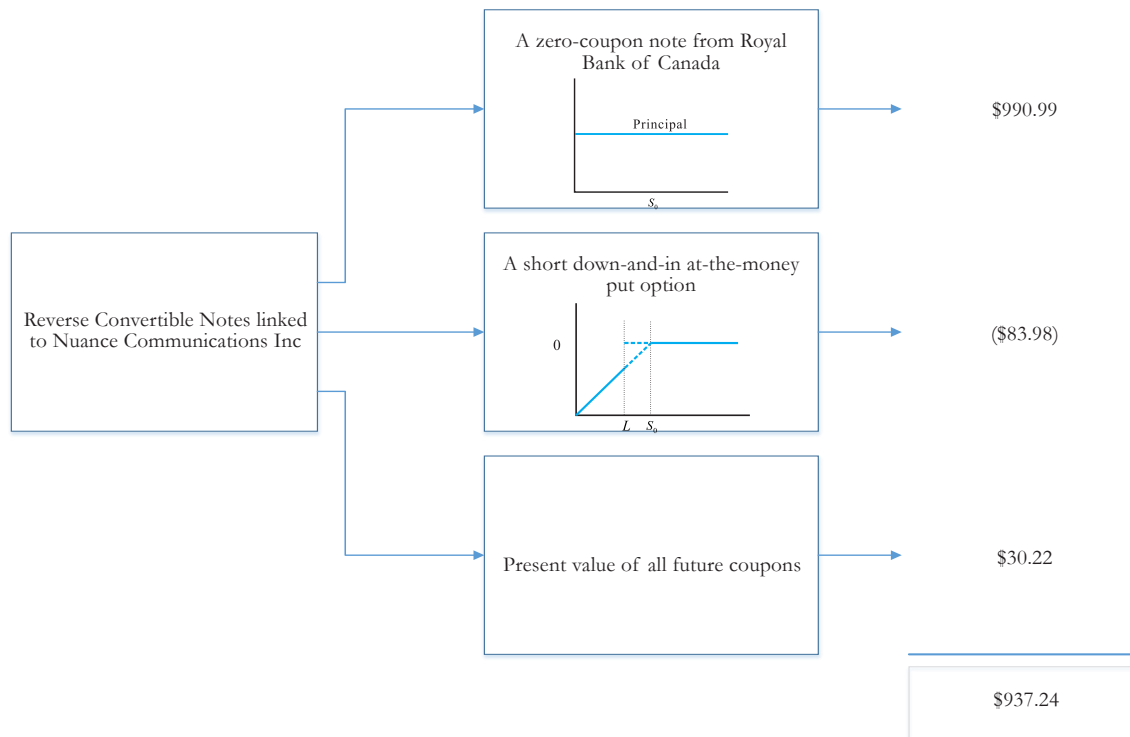 A zero-coupon note from Royal
Bank of Canada
Principal
S₀
$990.99
Reverse Convertible Notes linked
to Nuance Communications Inc
A short down-and-in at-the-money
put option
0
L S₀
($83.98)
Present value of all future coupons
$30.22
$937.24